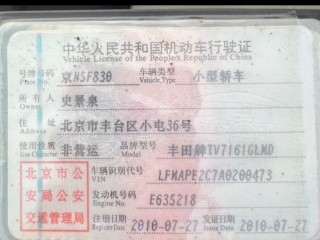 中华人民共和国机动车行驶证
Vehicle License of the People's Republic of China
号牌号码 京NSF830 车辆类型 小型轿车
Plate No. Vehicle Type
所有人 史景泉
Owner
住址 北京市丰台区小屯36号
Address
使用性质 非营运 品牌型号 丰田牌TV7161GLMD
Use Character Model
北京市公安局公安交通管理局
车辆识别代号 LFMAPE2C7A0200473
VIN
发动机号码 E635218
Engine No.
注册日期 2010-07-27 发证日期 2010-07-27
Register Date Issue Date